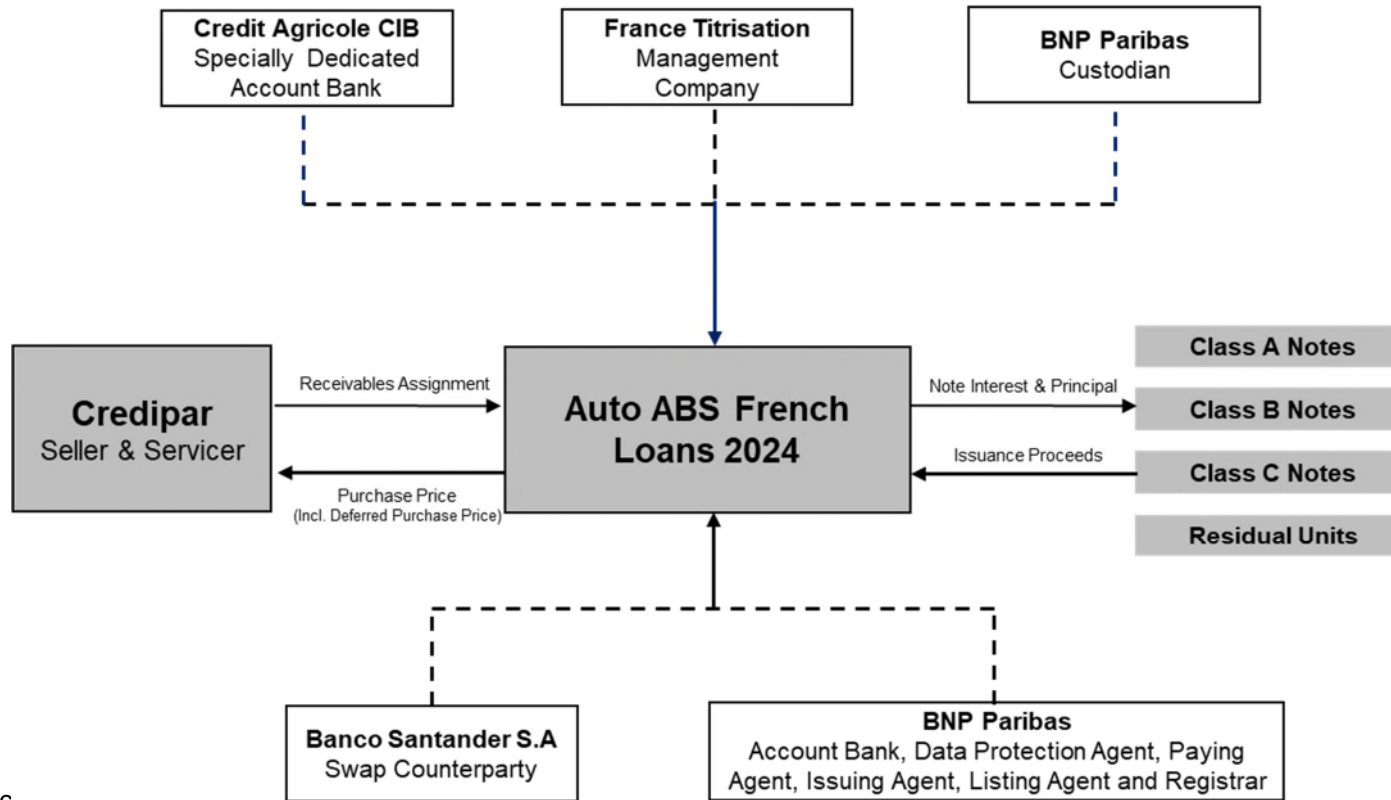 Credit Agricole CIB
Specially Dedicated
Account Bank
France Titrisation
Management
Company
BNP Paribas
Custodian
Credipar
Seller & Servicer
Receivables Assignment
Purchase Price
(Incl. Deferred Purchase Price)
Auto ABS French
Loans 2024
Note Interest & Principal
Issuance Proceeds
Class A Notes
Class B Notes
Class C Notes
Residual Units
Banco Santander S.A
Swap Counterparty
BNP Paribas
Account Bank, Data Protection Agent, Paying
Agent, Issuing Agent, Listing Agent and Registrar